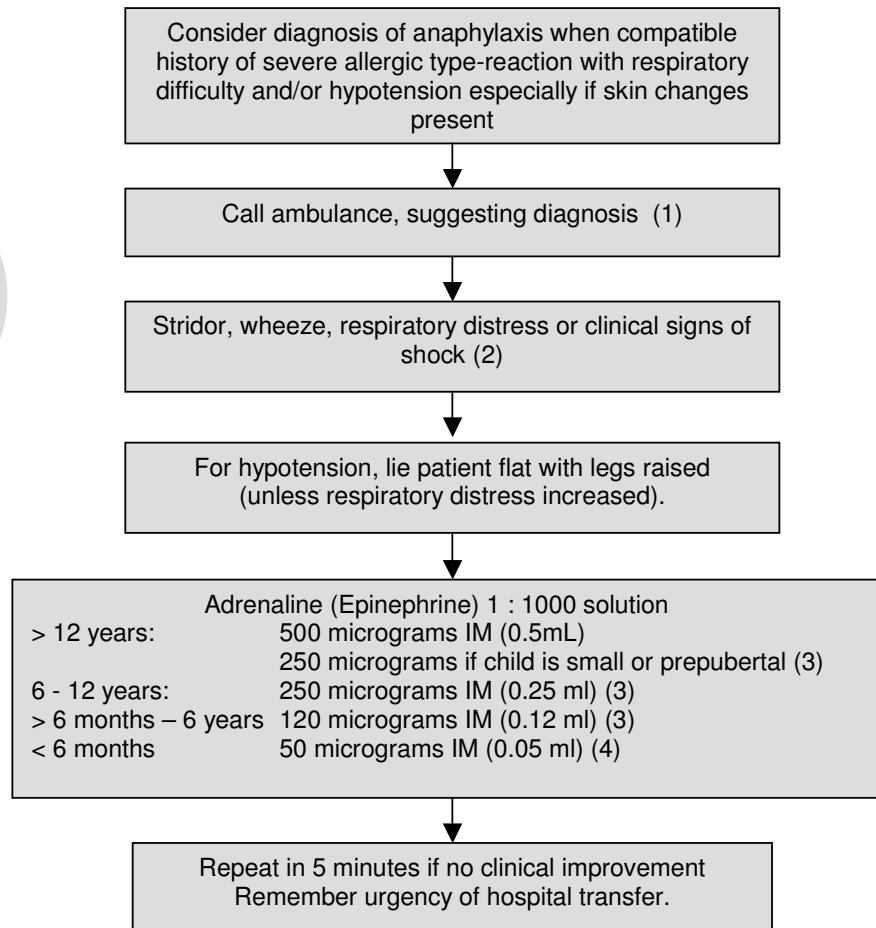 Consider diagnosis of anaphylaxis when compatible
history of severe allergic type-reaction with respiratory
difficulty and/or hypotension especially if skin changes
present
Call ambulance, suggesting diagnosis (1)
Stridor, wheeze, respiratory distress or clinical signs of
shock (2)
For hypotension, lie patient flat with legs raised
(unless respiratory distress increased).
Adrenaline (Epinephrine) 1 : 1000 solution
> 12 years: 500 micrograms IM (0.5mL)
250 micrograms if child is small or prepubertal (3)
6 - 12 years: 250 micrograms IM (0.25 ml) (3)
> 6 months – 6 years 120 micrograms IM (0.12 ml) (3)
< 6 months 50 micrograms IM (0.05 ml) (4)
Repeat in 5 minutes if no clinical improvement
Remember urgency of hospital transfer.